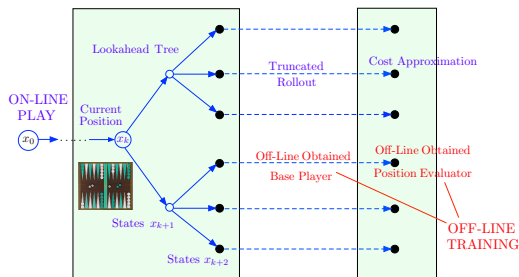 Lookahead Tree
Truncated
Rollout
Cost Approximation
ON-LINE
PLAY
Current
Position
x₀
xₖ
Off-Line Obtained
Base Player
Off-Line Obtained
Position Evaluator
States xₖ₊₁
States xₖ₊₂
OFF-LINE
TRAINING